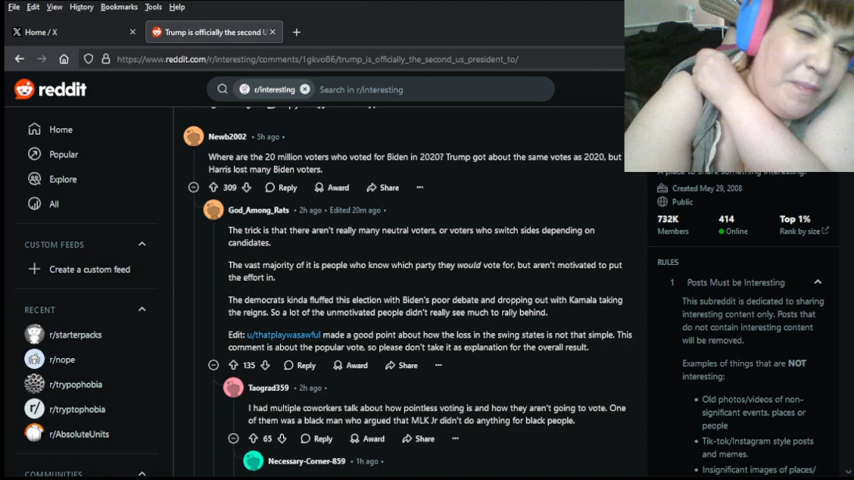 File Edit View History Bookmarks Tools Help
Home / X
Trump is officially the second U
https://www.reddit.com/r/interesting/comments/1gkvo86/trump_is_officially_the_second_us_president_to/
reddit
r/interesting
Search in r/interesting
Home
Popular
Explore
All
CUSTOM FEEDS
Create a custom feed
RECENT
r/starterpacks
r/nope
r/trypophobia
r/tryptophobia
r/AbsoluteUnits
COMMUNITIES
Newb2002 • 5h ago •
Where are the 20 million voters who voted for Biden in 2020? Trump got about the same votes as 2020, but
Harris lost many Biden voters.
309 Reply Award Share ...
God_Among_Rats • 2h ago • Edited 20m ago •
The trick is that there aren't really many neutral voters, or voters who switch sides depending on
candidates.
The vast majority of it is people who know which party they would vote for, but aren't motivated to put
the effort in.
The democrats kinda fluffed this election with Biden's poor debate and dropping out with Kamala taking
the reigns. So a lot of the unmotivated people didn't really see much to rally behind.
Edit: u/thatplaywasawful made a good point about how the loss in the swing states is not that simple. This
comment is about the popular vote, so please don't take it as explanation for the overall result.
135 Reply Award Share ...
Taograd359 • 2h ago •
I had multiple coworkers talk about how pointless voting is and how they aren't going to vote. One
of them was a black man who argued that MLK Jr didn't do anything for black people.
65 Reply Award Share ...
Necessary-Corner-859 • 1h ago •
A place to share something interesting.
Created May 29, 2008
Public
732K 414 Top 1%
Members Online Rank by size
RULES
1 Posts Must be Interesting
This subreddit is dedicated to sharing
interesting content only. Posts that
do not contain interesting content
will be removed.
Examples of things that are NOT
interesting:
• Old photos/videos of non-
significant events, places or
people
• Tik-tok/Instagram style posts
and memes.
• Insignificant images of places/